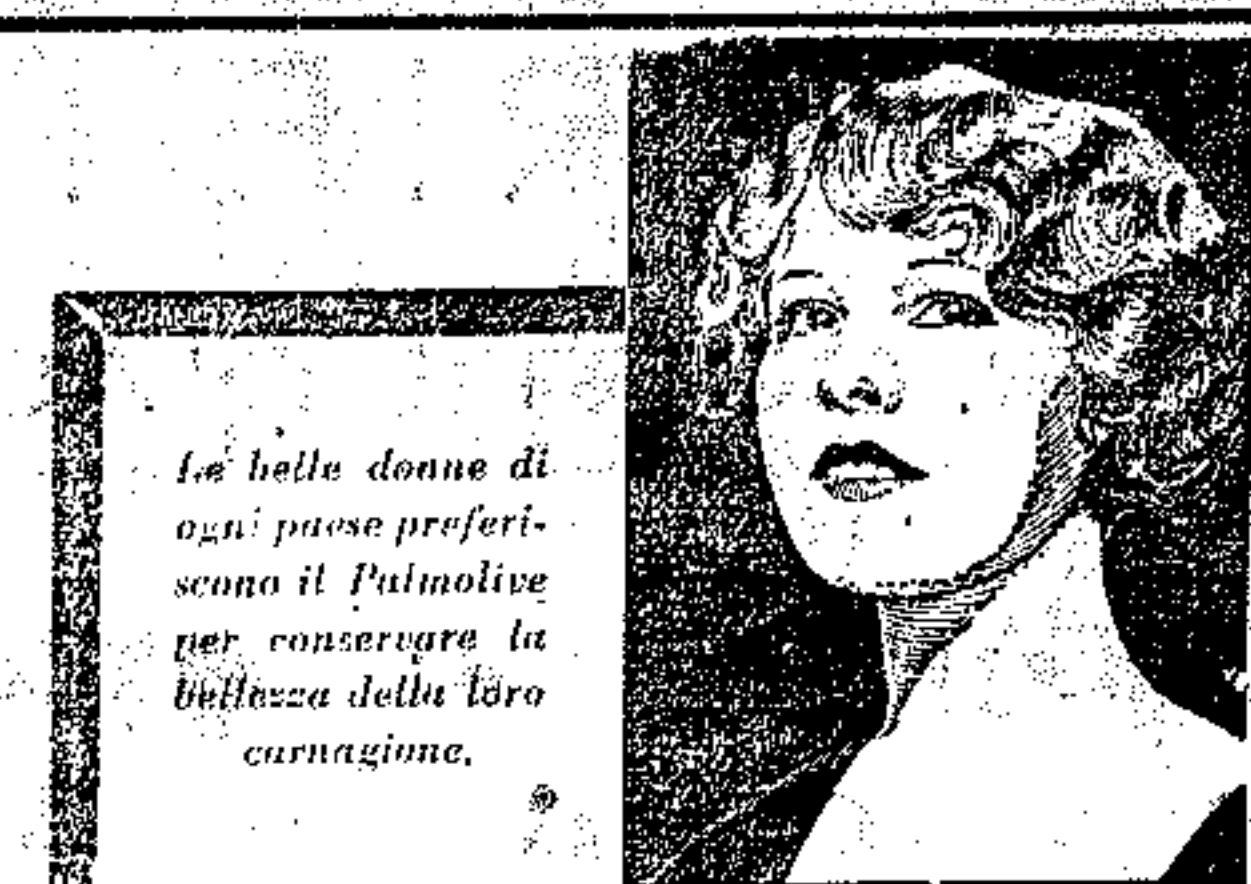 Le belle donne di
ogni paese preferi-
scono il Palmolive
per conservare la
bellezza della loro
carnagione.